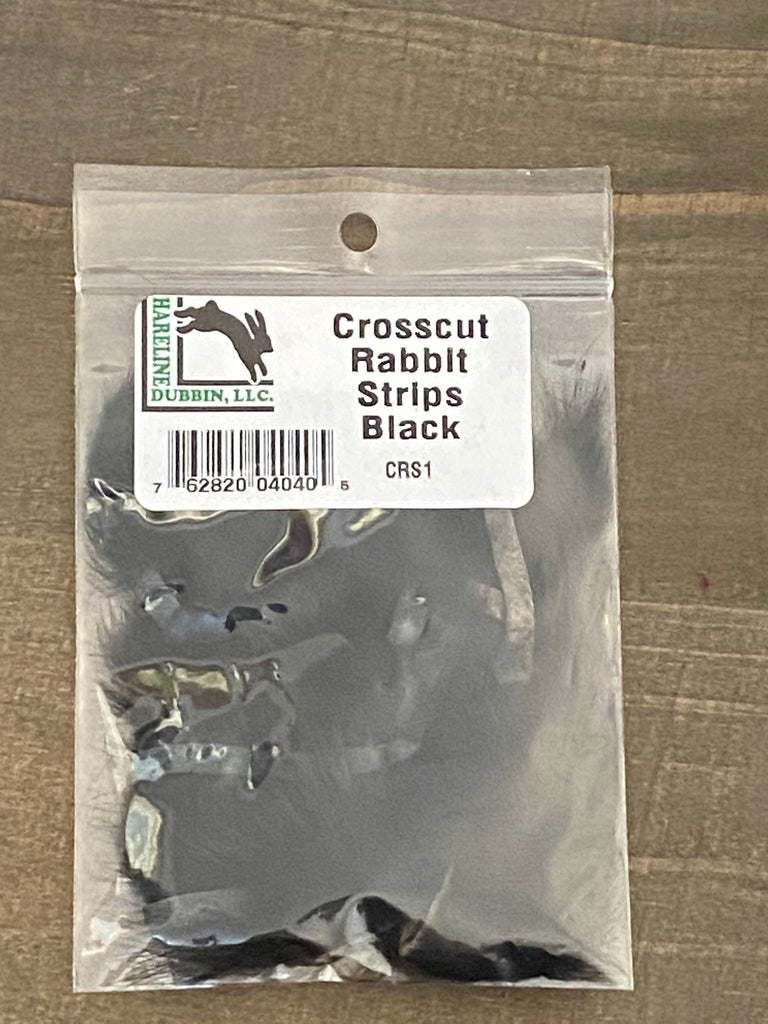 HARELINE
DUBBIN, LLC.
Crosscut
Rabbit
Strips
Black
CRS1
7 62820 04040 5